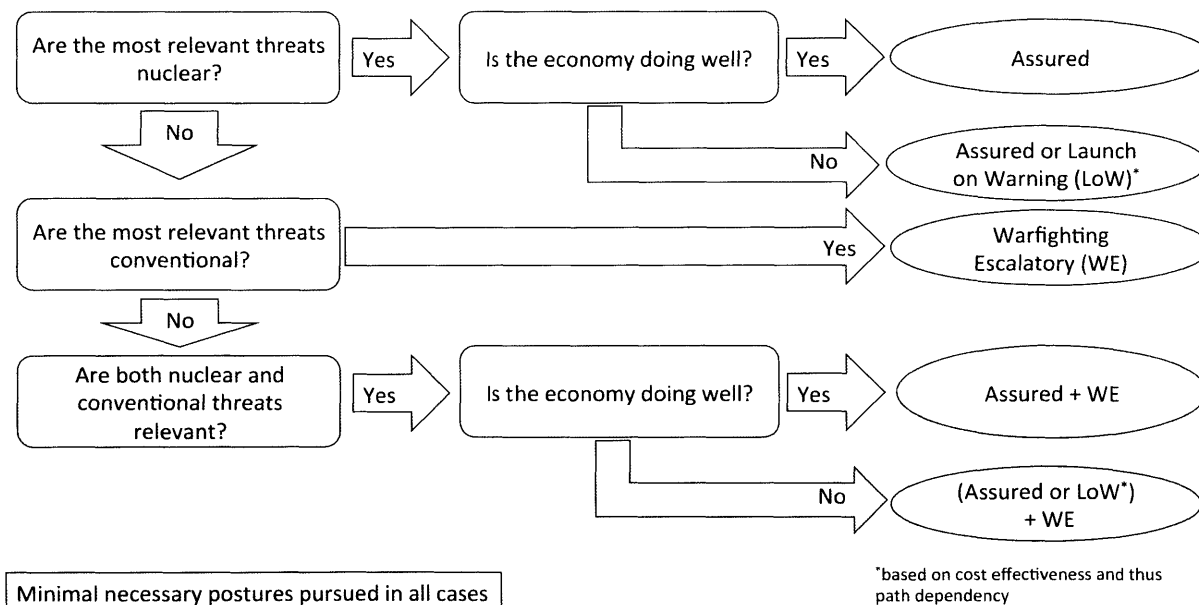 Are the most relevant threats
nuclear?
Yes
Is the economy doing well?
Yes
Assured
No
No
Assured or Launch
on Warning (LoW)*
Are the most relevant threats
conventional?
Yes
Warfighting
Escalatory (WE)
No
Are both nuclear and
conventional threats
relevant?
Yes
Is the economy doing well?
Yes
Assured + WE
No
(Assured or LoW*)
+ WE
Minimal necessary postures pursued in all cases
*based on cost effectiveness and thus
path dependency